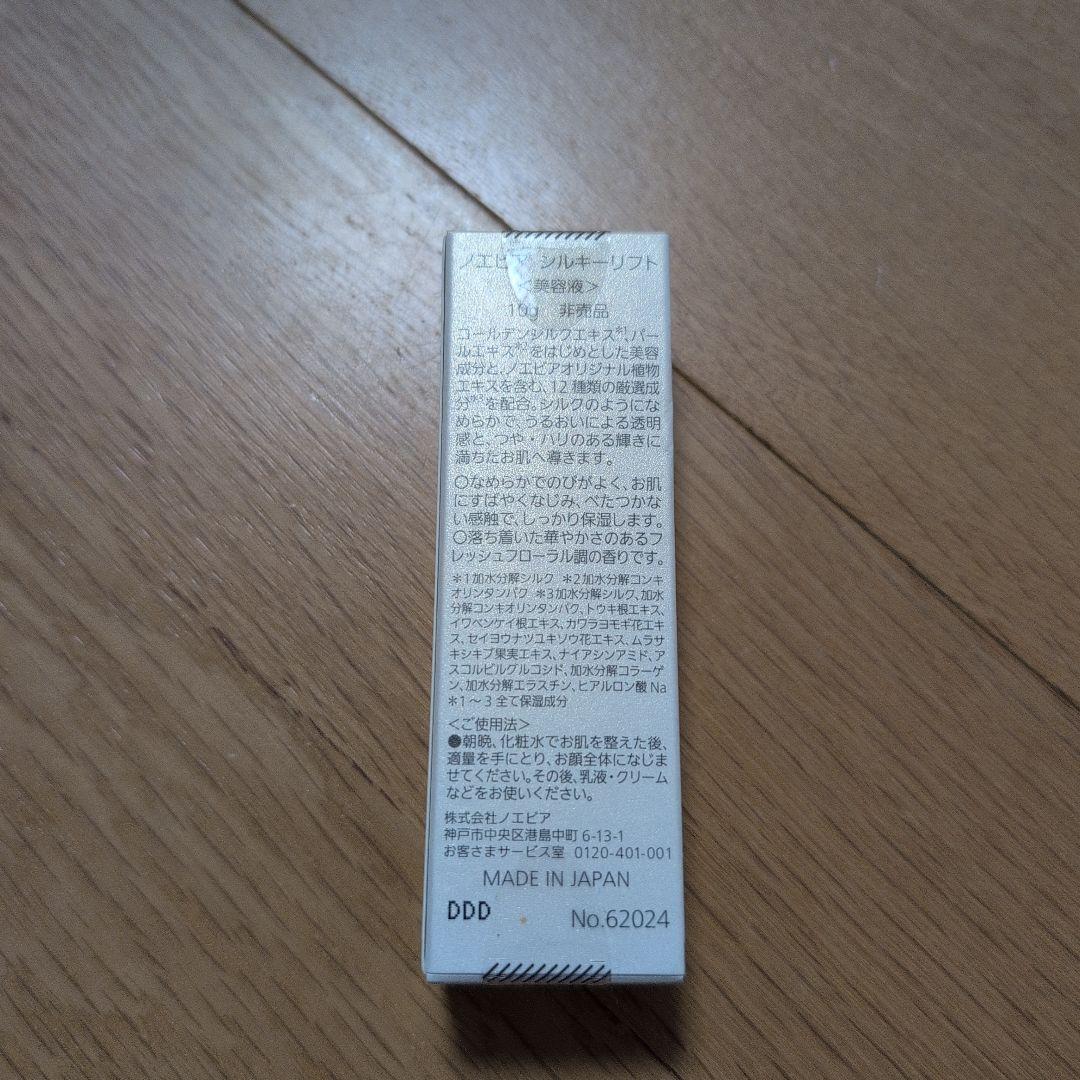 ノエビア シルキーリフト
＜美容液＞
10g 非売品
ゴールデンシルクエキス*1、パー
ルエキス*2をはじめとした美容
成分と、ノエビアオリジナル植物
エキスを含む、12種類の厳選成
分*3を配合。シルクのようにな
めらかで、うるおいによる透明
感と、つや・ハリのある輝きに
満ちたお肌へ導きます。
○なめらかでのびがよく、お肌
にすばやくなじみ、べたつかな
い感触で、しっかり保湿します。
○落ち着いた華やかさのあるフ
レッシュフローラル調の香りです。
*1加水分解シルク *2加水分解コンキ
オリンタンパク *3加水分解シルク、加水
分解コンキオリンタンパク、トウキ根エキス、
イワベンケイ根エキス、カワラヨモギ花エキ
ス、セイヨウナツユキソウ花エキス、ムラサ
キシキブ果実エキス、ナイアシンアミド、ア
スコルビルグルコシド、加水分解コラーゲ
ン、加水分解エラスチン、ヒアルロン酸Na
*1～3全て保湿成分
＜ご使用法＞
●朝晩、化粧水でお肌を整えた後、
適量を手にとり、お顔全体になじま
せてください。その後、乳液・クリーム
などをお使いください。
株式会社ノエビア
神戸市中央区港島中町6-13-1
お客さまサービス室 0120-401-001
MADE IN JAPAN
DDD
No.62024